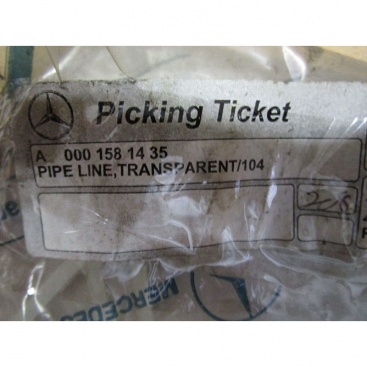 Picking Ticket
A 000 158 14 35
PIPE LINE,TRANSPARENT/104
MERCEDES